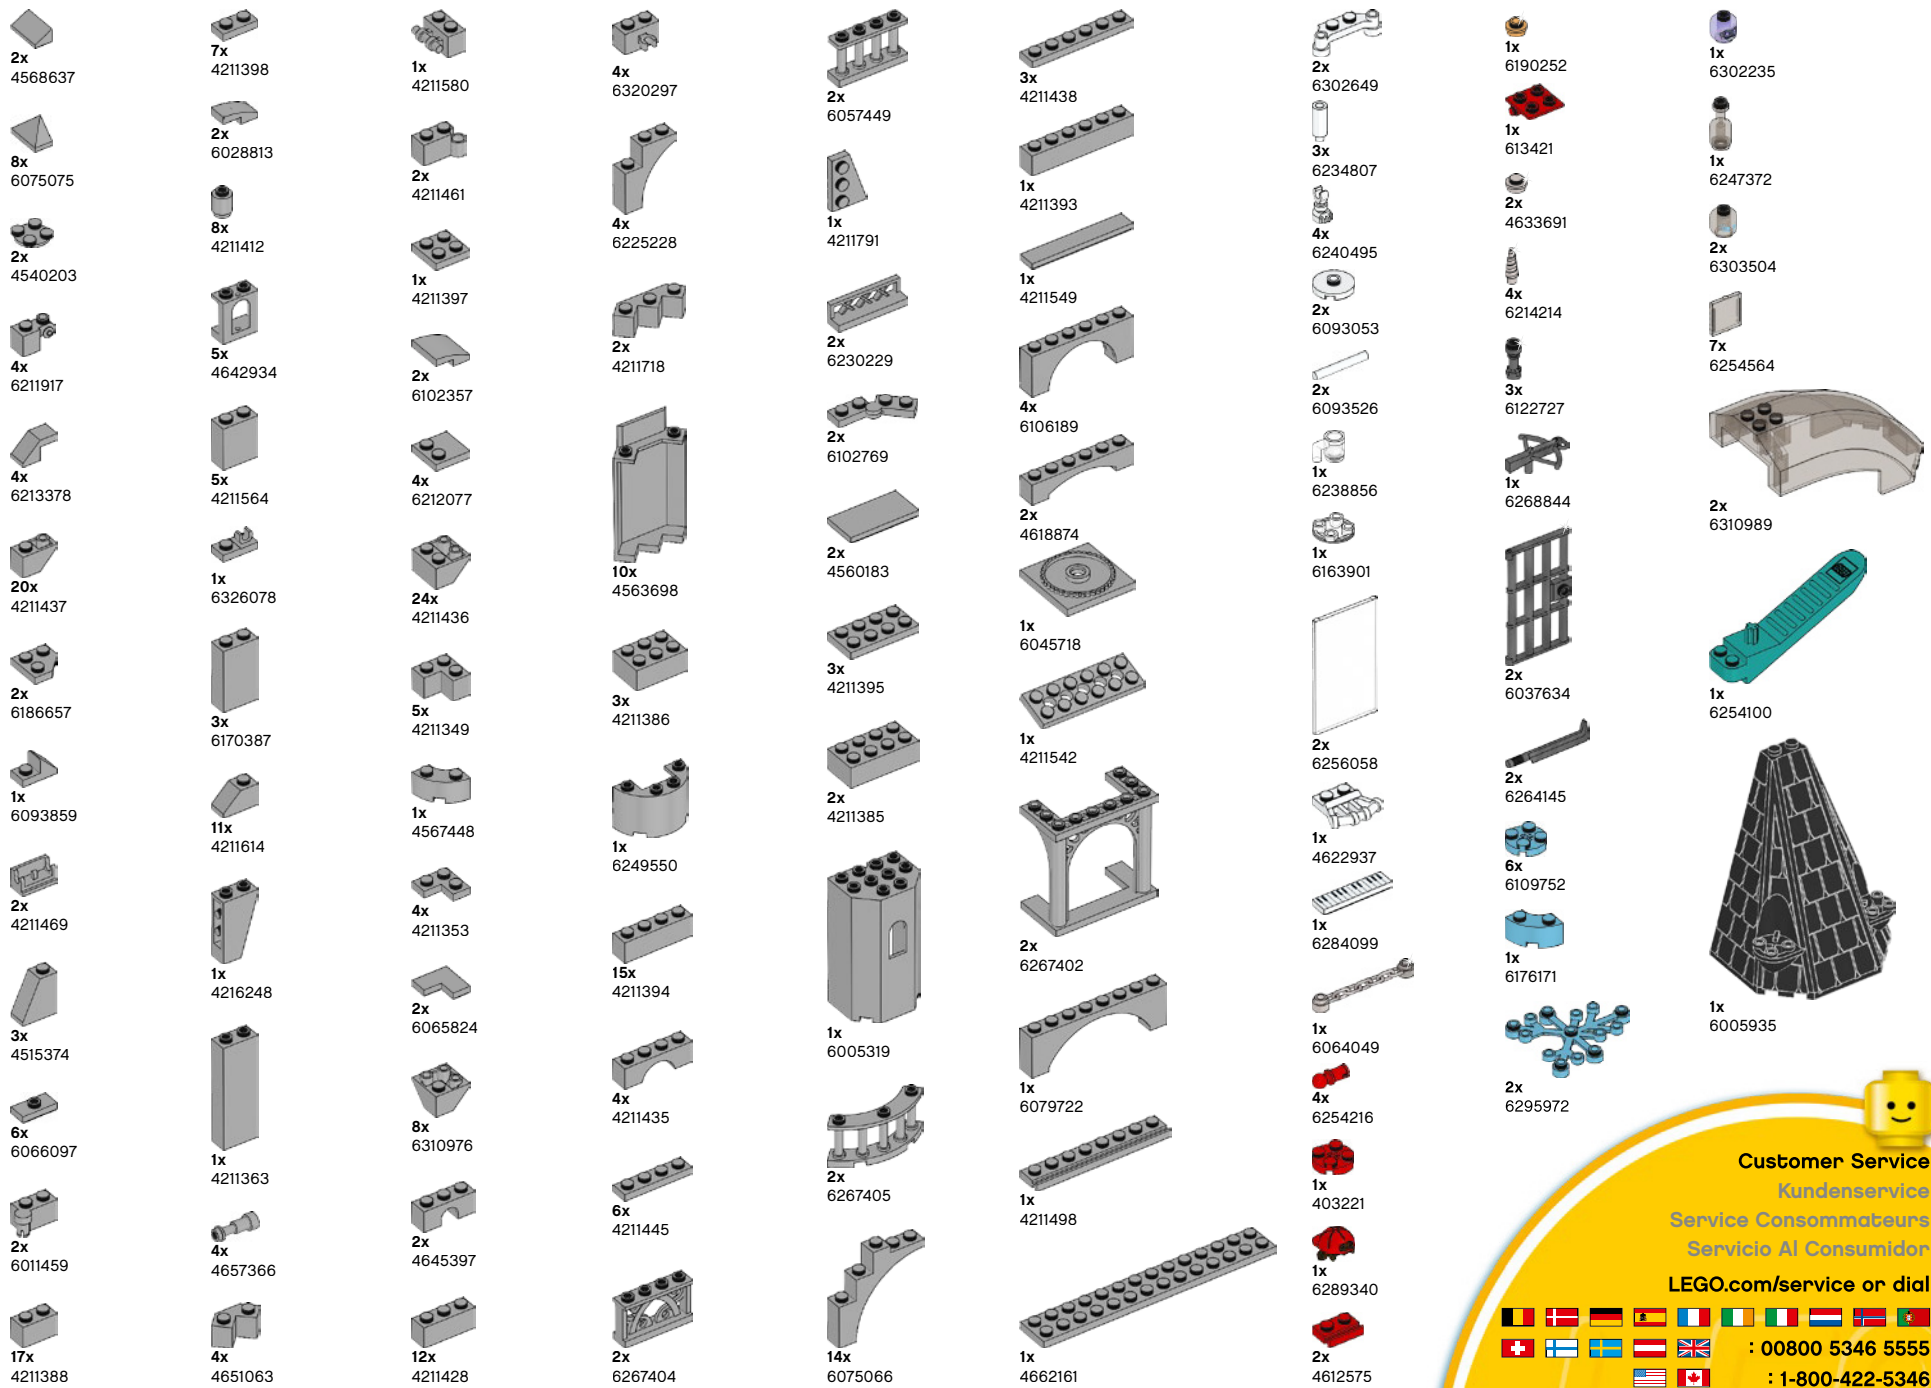 2x
4568637
8x
6075075
2x
4540203
4x
6211917
4x
6213378
20x
4211437
2x
6186657
1x
6093859
2x
4211469
3x
4515374
6x
6066097
2x
6011459
17x
4211388
7x
4211398
2x
6028813
8x
4211412
5x
4642934
5x
4211564
1x
6326078
3x
6170387
11x
4211614
1x
4216248
1x
4211363
4x
4657366
4x
4651063
1x
4211580
2x
4211461
1x
4211397
2x
6102357
4x
6212077
24x
4211436
5x
4211349
1x
4567448
4x
4211353
2x
6065824
8x
6310976
2x
4645397
12x
4211428
4x
6320297
4x
6225228
2x
4211718
10x
4563698
3x
4211386
1x
6249550
15x
4211394
4x
4211435
6x
4211445
2x
6267404
2x
6057449
1x
4211791
2x
6230229
2x
6102769
2x
4560183
3x
4211395
2x
4211385
1x
6005319
2x
6267405
14x
6075066
3x
4211438
1x
4211393
1x
4211549
4x
6106189
2x
4618874
1x
6045718
1x
4211542
2x
6267402
1x
6079722
1x
4211498
1x
4662161
2x
6302649
3x
6234807
4x
6240495
2x
6093053
2x
6093526
1x
6238856
1x
6163901
2x
6256058
1x
4622937
1x
6284099
1x
6064049
4x
6254216
1x
403221
1x
6289340
2x
4612575
1x
6190252
1x
613421
2x
4633691
4x
6214214
3x
6122727
1x
6268844
2x
6037634
2x
6264145
6x
6109752
1x
6176171
2x
6295972
1x
6302235
1x
6247372
2x
6303504
7x
6254564
2x
6310989
1x
6254100
1x
6005935
Customer Service
Kundenservice
Service Consommateurs
Servicio Al Consumidor
LEGO.com/service or dial
: 00800 5346 5555
: 1-800-422-5346